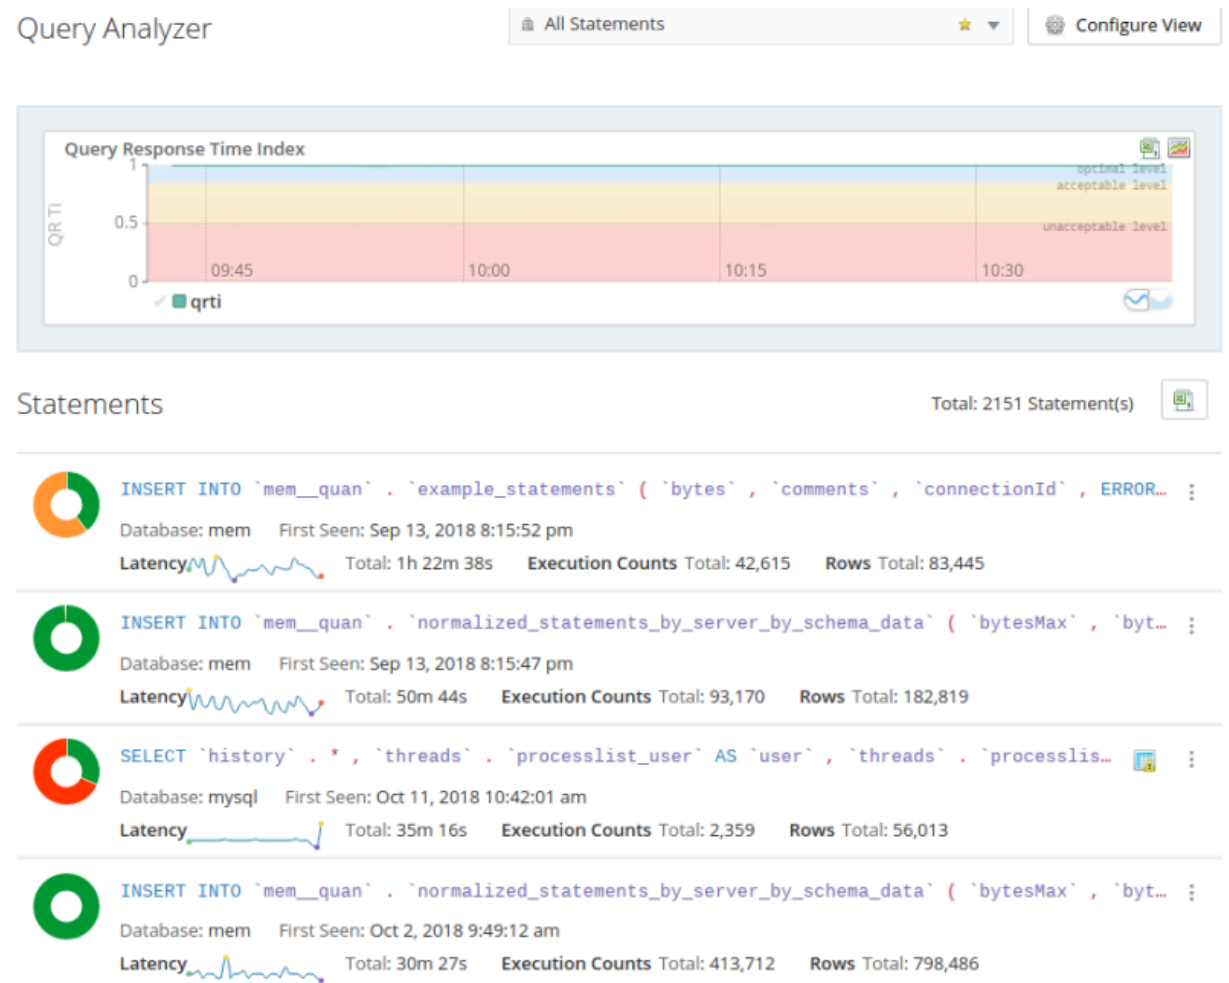 Query Analyzer
All Statements
Configure View
Query Response Time Index
1
optimal level
acceptable level
QR Ti
0.5
unacceptable level
09:45 10:00 10:15 10:30
0
qrti
Statements
Total: 2151 Statement(s)
INSERT INTO `mem__quan` . `example_statements` ( `bytes` , `comments` , `connectionId` , ERROR…
Database: mem First Seen: Sep 13, 2018 8:15:52 pm
Latency Total: 1h 22m 38s Execution Counts Total: 42,615 Rows Total: 83,445
INSERT INTO `mem__quan` . `normalized_statements_by_server_by_schema_data` ( `bytesMax` , `byt…
Database: mem First Seen: Sep 13, 2018 8:15:47 pm
Latency Total: 50m 44s Execution Counts Total: 93,170 Rows Total: 182,819
SELECT `history` . * , `threads` . `processlist_user` AS `user` , `threads` . `processlis…
Database: mysql First Seen: Oct 11, 2018 10:42:01 am
Latency Total: 35m 16s Execution Counts Total: 2,359 Rows Total: 56,013
INSERT INTO `mem__quan` . `normalized_statements_by_server_by_schema_data` ( `bytesMax` , `byt…
Database: mem First Seen: Oct 2, 2018 9:49:12 am
Latency Total: 30m 27s Execution Counts Total: 413,712 Rows Total: 798,486